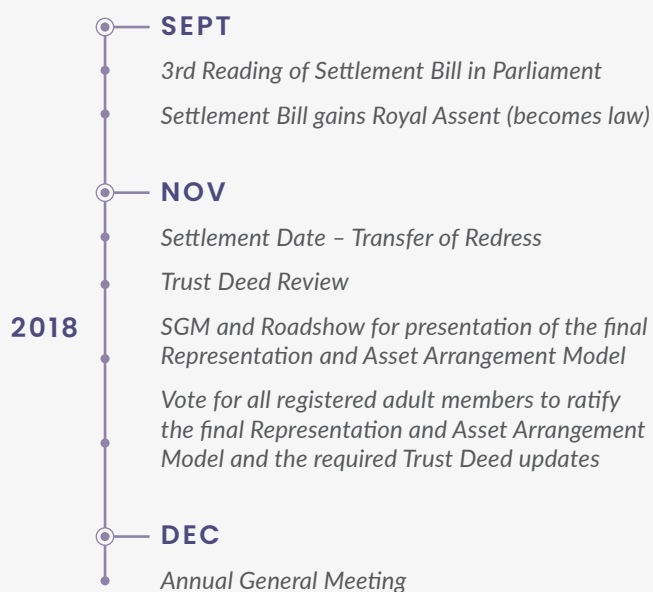 SEPT
3rd Reading of Settlement Bill in Parliament
Settlement Bill gains Royal Assent (becomes law)
NOV
Settlement Date – Transfer of Redress
Trust Deed Review
2018
SGM and Roadshow for presentation of the final
Representation and Asset Arrangement Model
Vote for all registered adult members to ratify
the final Representation and Asset Arrangement
Model and the required Trust Deed updates
DEC
Annual General Meeting